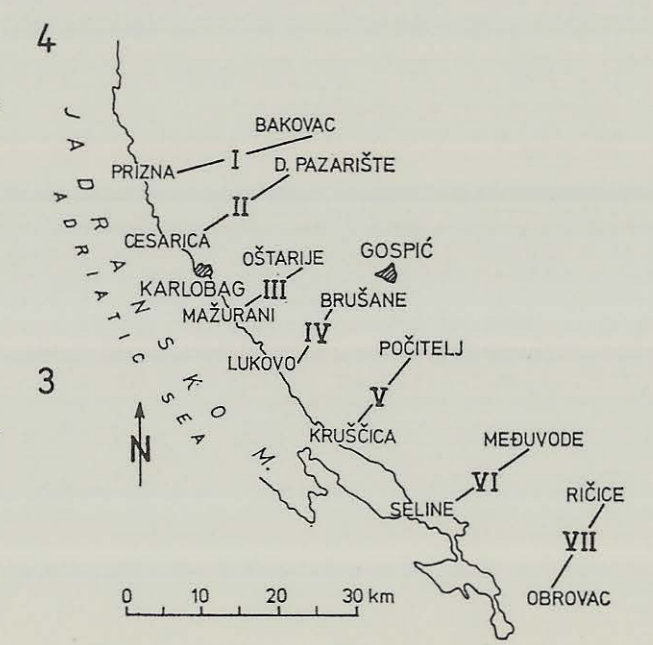 4
BAKOVAC
PRIZNA
I
D. PAZARIŠTE
II
CESARICA
OŠTARIJE
GOSPIĆ
KARLOBAG
III
BRUŠANE
MAŽURANI
IV
LUKOVO
POČITELJ
3
V
KRUŠČICA
MEĐUVODE
VI
SELINE
RIČICE
VII
OBROVAC
JADRANSKO M.
ADRIATIC SEA
N
0 10 20 30 km